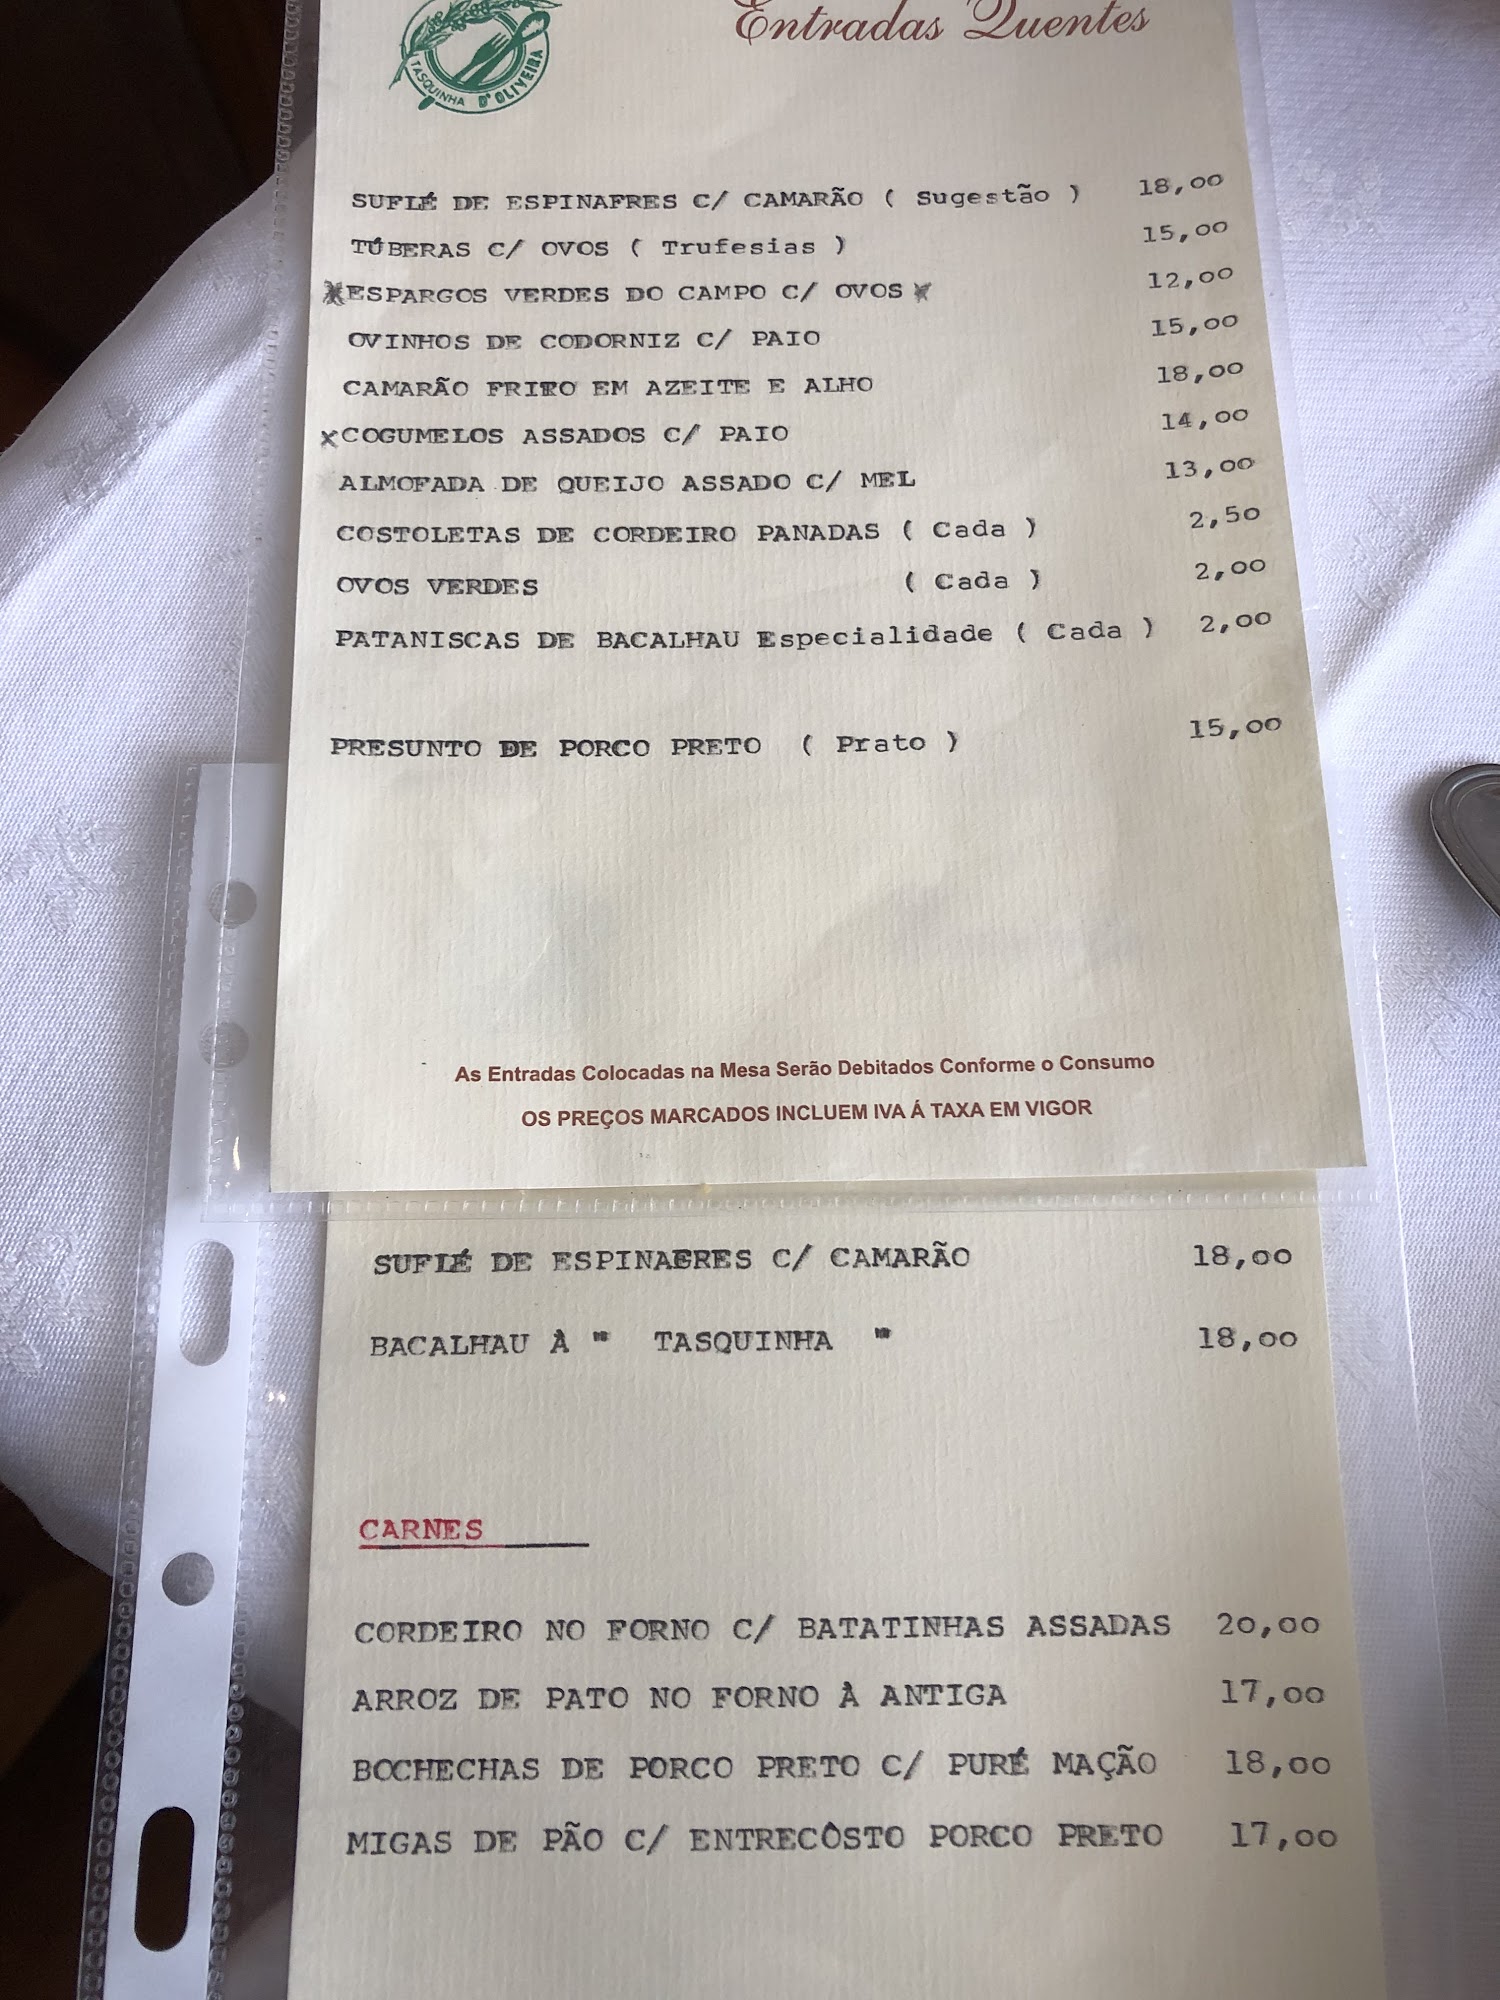 Entradas Quentes
TASQUINHA D'OLIVEIRA
SUFLÉ DE ESPINAFRES C/ CAMARÃO ( Sugestão ) 18,00
TÚBERAS C/ OVOS ( Trufesias ) 15,00
ESPARGOS VERDES DO CAMPO C/ OVOS 12,00
OVINHOS DE CODORNIZ C/ PAIO 15,00
CAMARÃO FRITO EM AZEITE E ALHO 18,00
COGUMELOS ASSADOS C/ PAIO 14,00
ALMOFADA DE QUEIJO ASSADO C/ MEL 13,00
COSTOLETAS DE CORDEIRO PANADAS ( Cada ) 2,50
OVOS VERDES ( Cada ) 2,00
PATANISCAS DE BACALHAU Especialidade ( Cada ) 2,00
PRESUNTO DE PORCO PRETO ( Prato ) 15,00
As Entradas Colocadas na Mesa Serão Debitados Conforme o Consumo
OS PREÇOS MARCADOS INCLUEM IVA Á TAXA EM VIGOR
SUFLÉ DE ESPINAFRES C/ CAMARÃO 18,00
BACALHAU À " TASQUINHA " 18,00
CARNES
CORDEIRO NO FORNO C/ BATATINHAS ASSADAS 20,00
ARROZ DE PATO NO FORNO À ANTIGA 17,00
BOCHECHAS DE PORCO PRETO C/ PURÉ MAÇÃO 18,00
MIGAS DE PÃO C/ ENTRECÔSTO PORCO PRETO 17,00